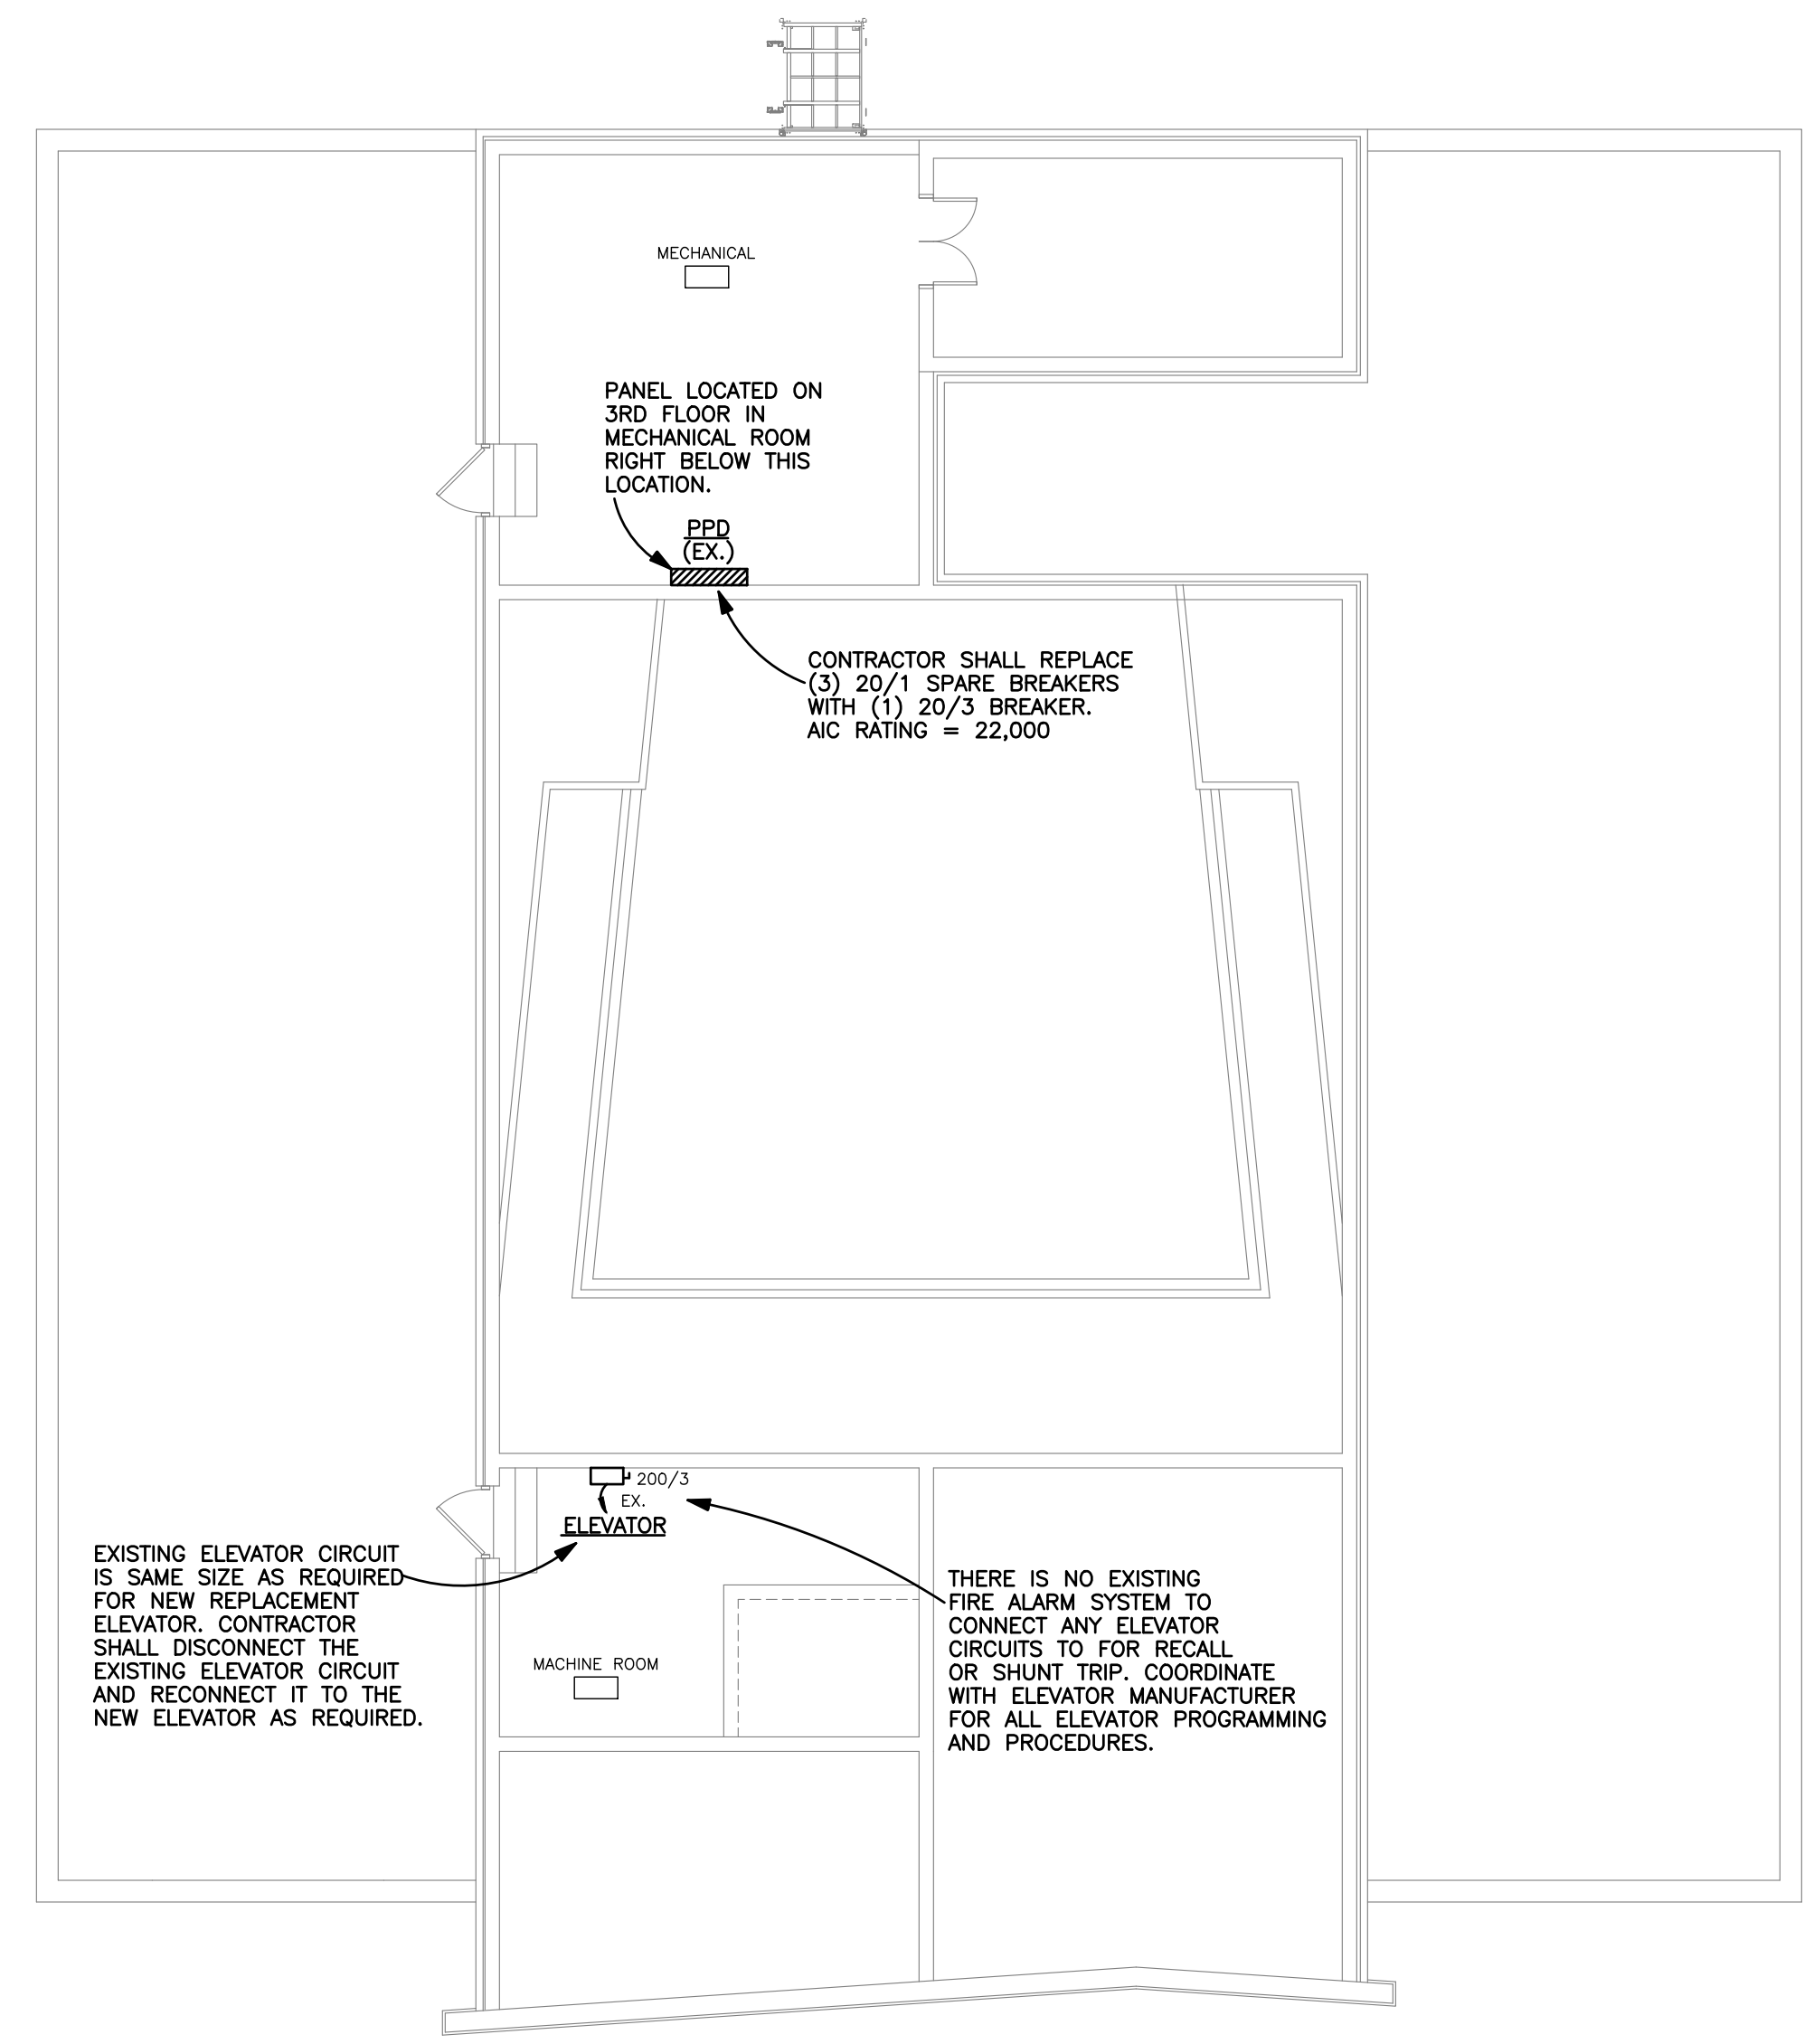 MECHANICAL
PANEL LOCATED ON
3RD FLOOR IN
MECHANICAL ROOM
RIGHT BELOW THIS
LOCATION.
PPD
(EX.)
CONTRACTOR SHALL REPLACE
(3) 20/1 SPARE BREAKERS
WITH (1) 20/3 BREAKER.
AIC RATING = 22,000
200/3
EX.
ELEVATOR
EXISTING ELEVATOR CIRCUIT
IS SAME SIZE AS REQUIRED
FOR NEW REPLACEMENT
ELEVATOR. CONTRACTOR
SHALL DISCONNECT THE
EXISTING ELEVATOR CIRCUIT
AND RECONNECT IT TO THE
NEW ELEVATOR AS REQUIRED.
THERE IS NO EXISTING
FIRE ALARM SYSTEM TO
CONNECT ANY ELEVATOR
CIRCUITS TO FOR RECALL
OR SHUNT TRIP. COORDINATE
WITH ELEVATOR MANUFACTURER
FOR ALL ELEVATOR PROGRAMMING
AND PROCEDURES.
MACHINE ROOM